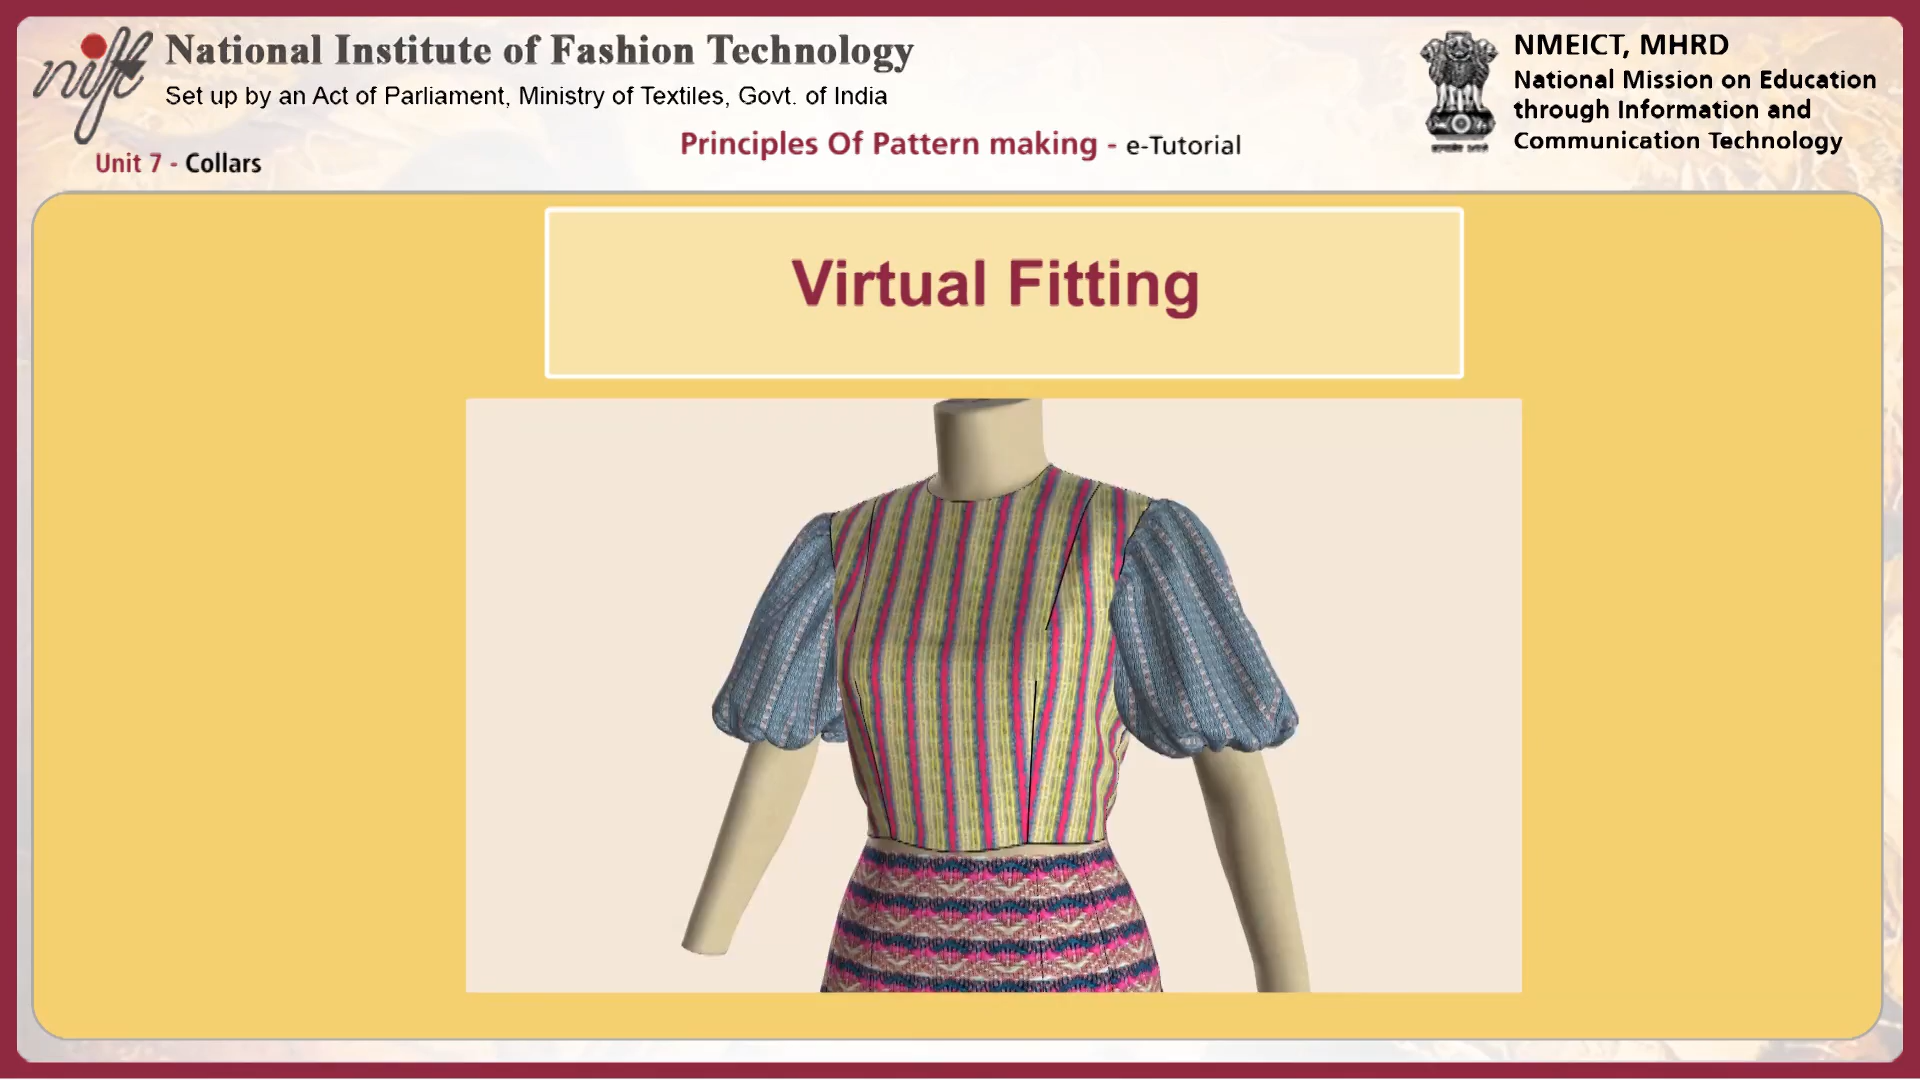 nift
National Institute of Fashion Technology
Set up by an Act of Parliament, Ministry of Textiles, Govt. of India
NMEICT, MHRD
National Mission on Education
through Information and
Communication Technology
Principles Of Pattern making - e-Tutorial
Unit 7 - Collars
Virtual Fitting